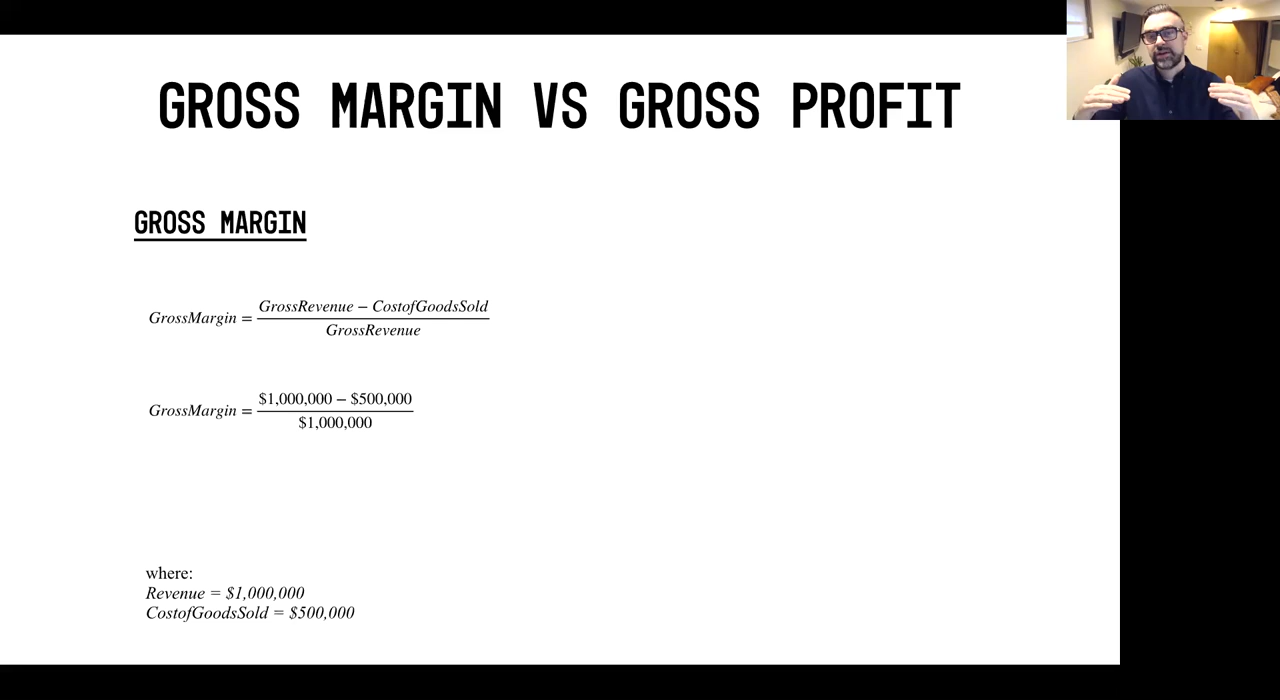 GROSS MARGIN VS GROSS PROFIT
GROSS MARGIN
GrossMargin = GrossRevenue − CostofGoodsSold
GrossRevenue
GrossMargin = $1,000,000 − $500,000
$1,000,000
where:
Revenue = $1,000,000
CostofGoodsSold = $500,000